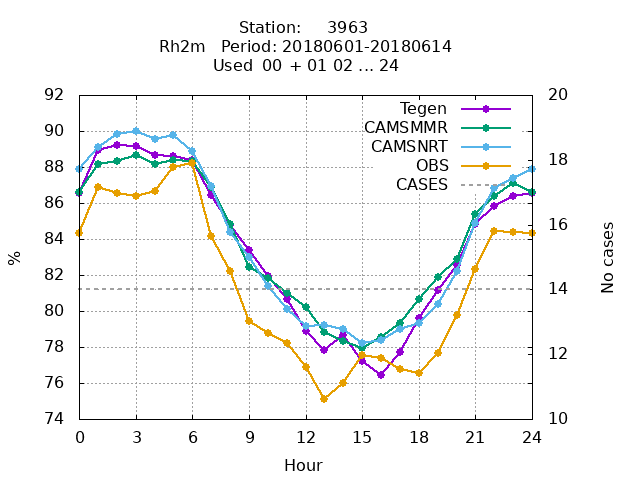 Station: 3963
Rh2m Period: 20180601-20180614
Used 00 + 01 02 ... 24
92
90
88
86
84
82
80
78
76
74
20
18
16
14
12
10
Tegen
CAMSMMR
CAMSNRT
OBS
CASES
%
No cases
0 3 6 9 12 15 18 21 24
Hour